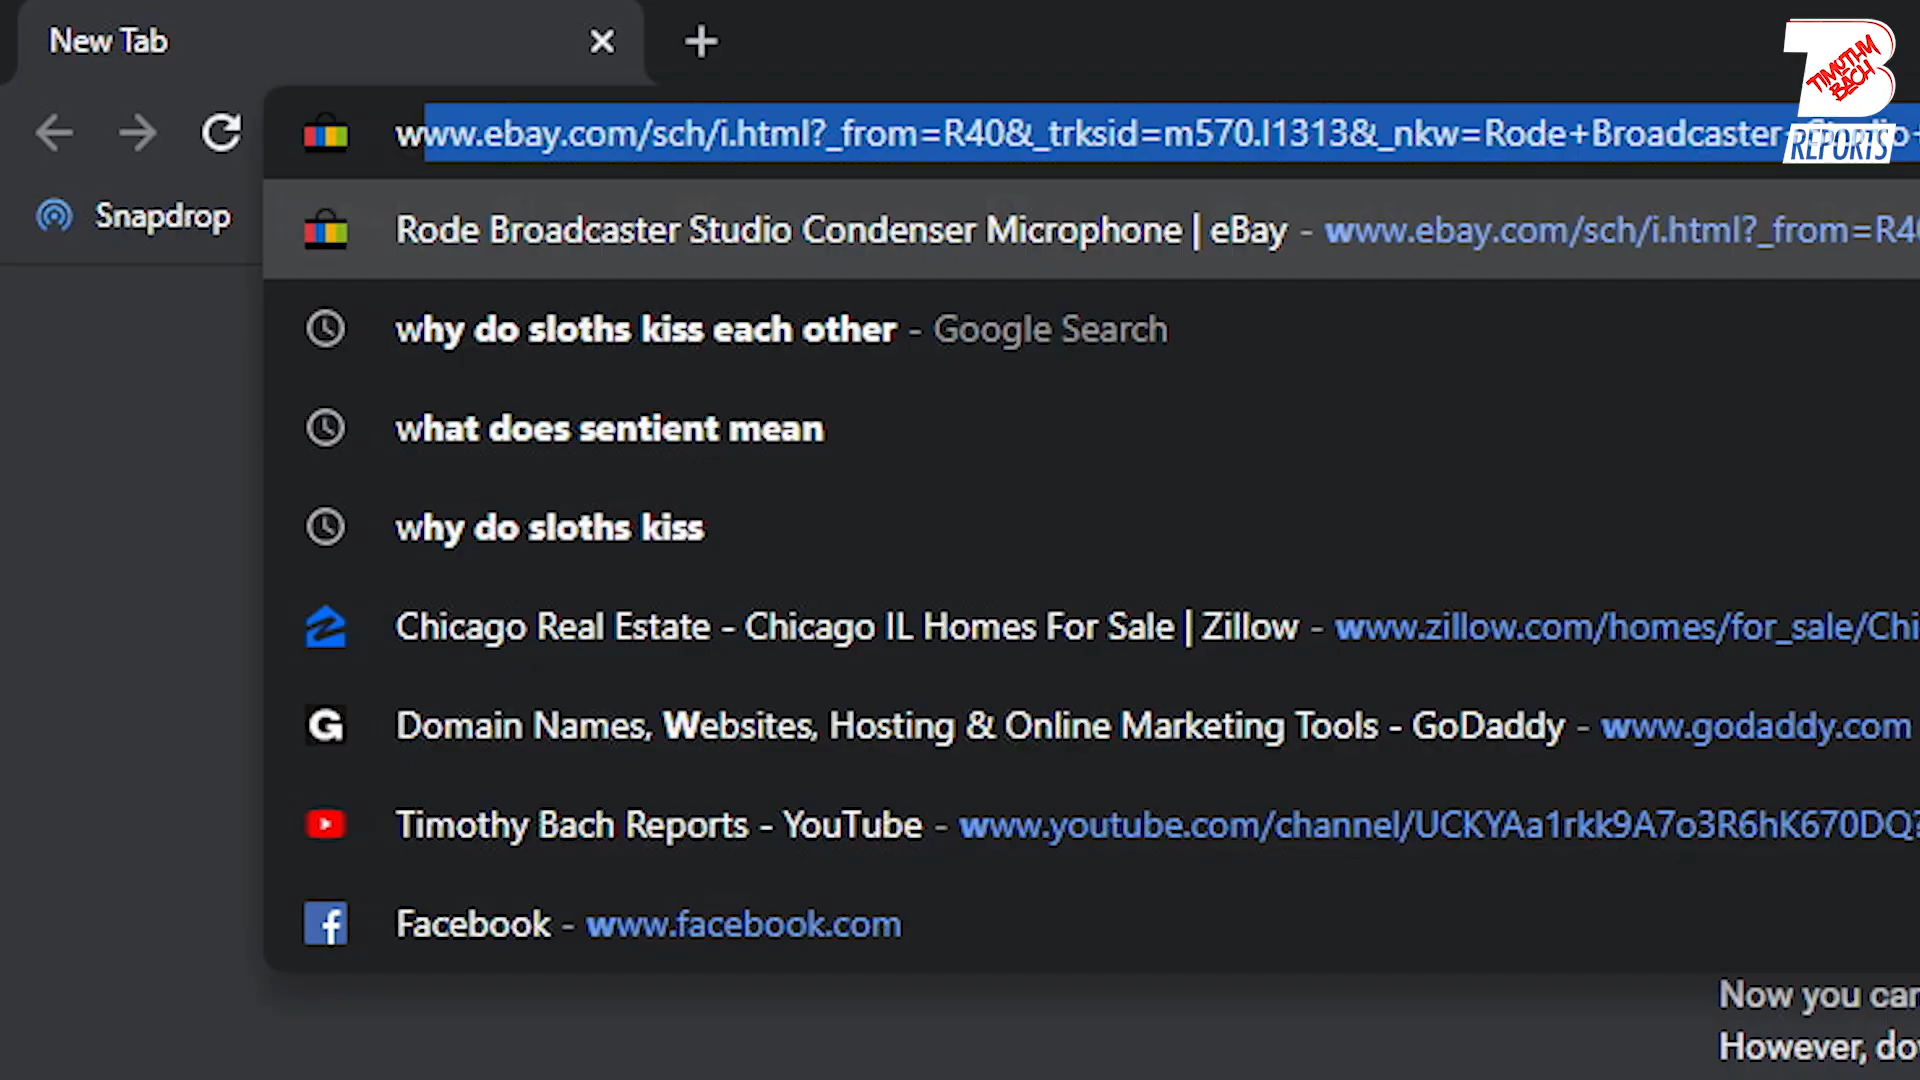 New Tab
TIMOTHY
BACH
REPORTS
www.ebay.com/sch/i.html?_from=R40&_trksid=m570.l1313&_nkw=Rode+Broadcaster+Studio+
Snapdrop
Rode Broadcaster Studio Condenser Microphone | eBay - www.ebay.com/sch/i.html?_from=R40
why do sloths kiss each other - Google Search
what does sentient mean
why do sloths kiss
Chicago Real Estate - Chicago IL Homes For Sale | Zillow - www.zillow.com/homes/for_sale/Chi
Domain Names, Websites, Hosting & Online Marketing Tools - GoDaddy - www.godaddy.com
Timothy Bach Reports - YouTube - www.youtube.com/channel/UCKYAa1rkk9A7o3R6hK670DQ?
Facebook - www.facebook.com
Now you can
However, dow